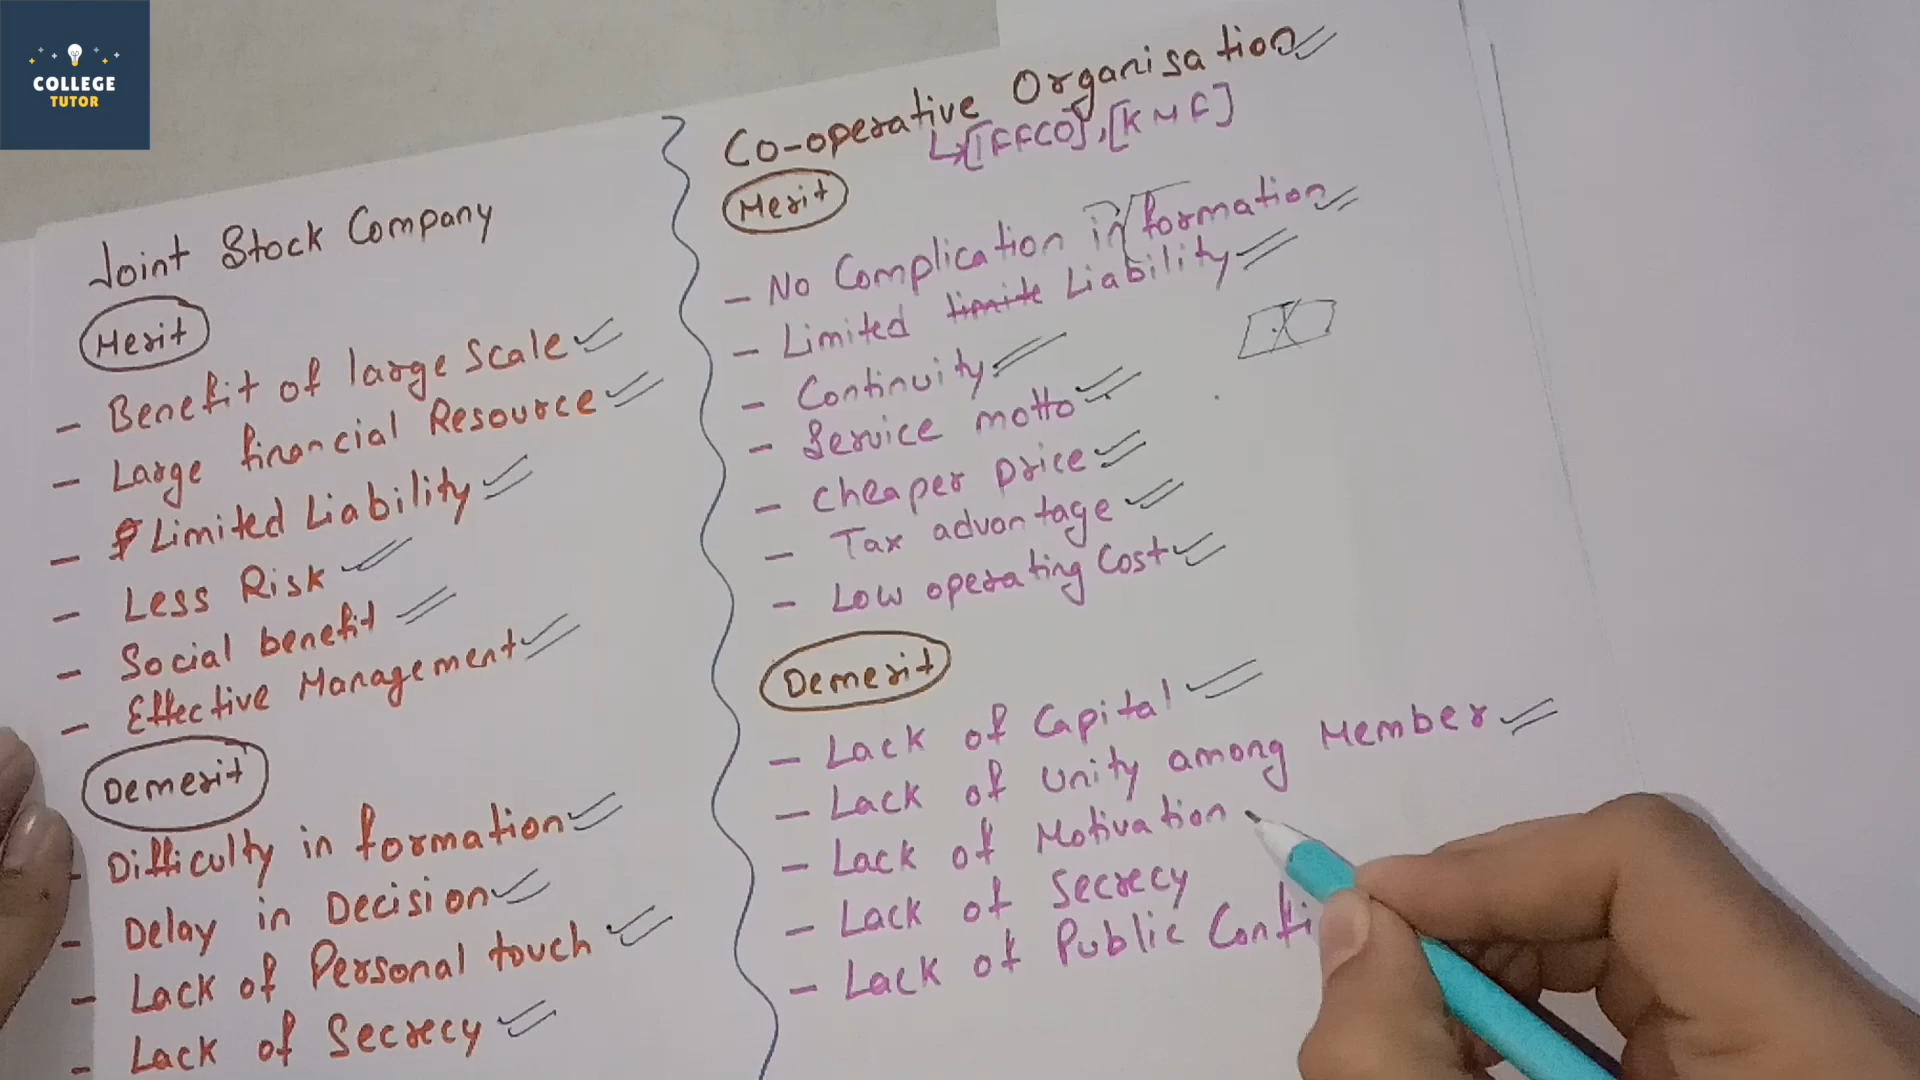 COLLEGE
TUTOR
Joint Stock Company
Merit
- Benefit of large Scale
- Large financial Resource
- Limited Liability
- Less Risk
- Social benefit
- Effective Management
Demerit
- Difficulty in formation
- Delay in Decision
- Lack of Personal touch
- Lack of Secrecy
Co-operative Organisation
[IFFCO], [KMF]
Merit
- No Complication in formation
- Limited limite Liability
- Continuity
- Service motto
- Cheaper price
- Tax advantage
- Low operating Cost
Demerit
- Lack of Capital
- Lack of Unity among Member
- Lack of Motivation
- Lack of Secrecy
- Lack of Public Confi